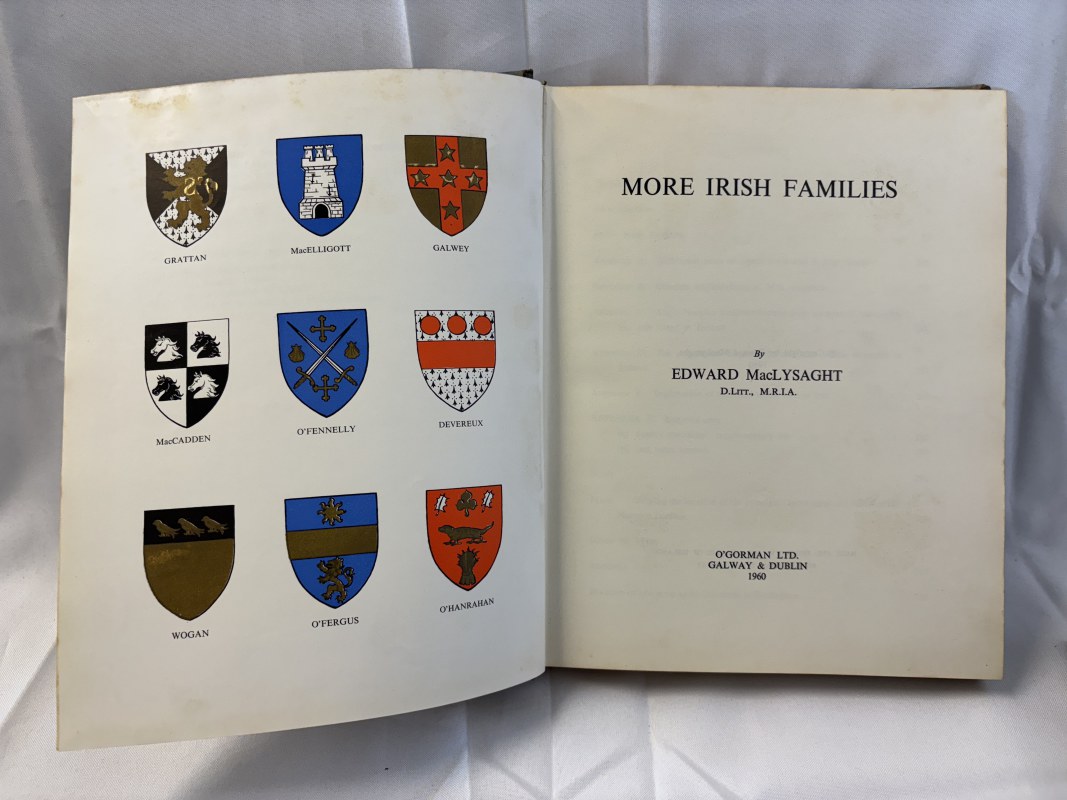 GRATTAN
MacELLIGOTT
GALWEY
MacCADDEN
O'FENNELLY
DEVEREUX
WOGAN
O'FERGUS
O'HANRAHAN
MORE IRISH FAMILIES
By
EDWARD MacLYSAGHT
D.Litt., M.R.I.A.
O'GORMAN LTD.
GALWAY & DUBLIN
1960